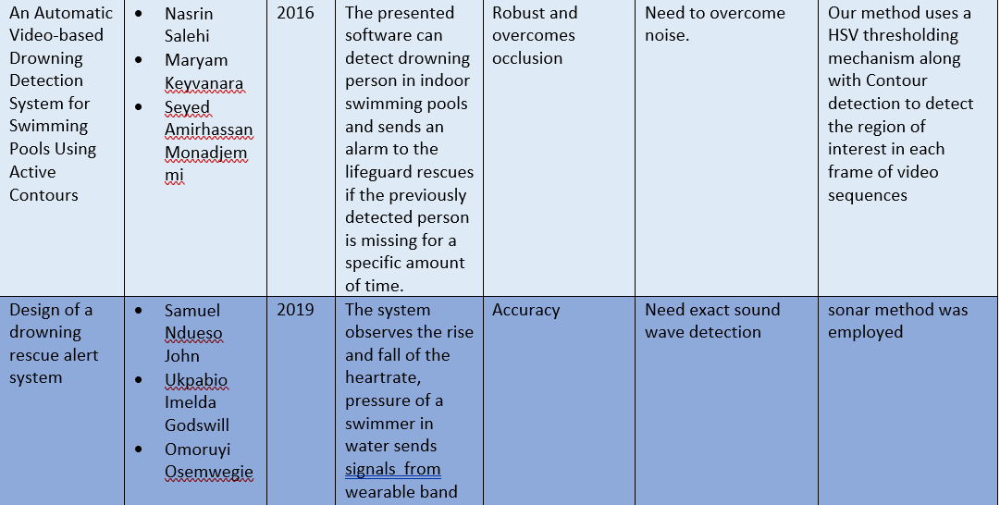 An Automatic
Video-based
Drowning
Detection
System for
Swimming
Pools Using
Active
Contours
• Nasrin
Salehi
• Maryam
Keyvanara
• Seyed
Amirhassan
Monadjem
mi
2016
The presented
software can
detect drowning
person in indoor
swimming pools
and sends an
alarm to the
lifeguard rescues
if the previously
detected person
is missing for a
specific amount
of time.
Robust and
overcomes
occlusion
Need to overcome
noise.
Our method uses a
HSV thresholding
mechanism along
with Contour
detection to detect
the region of
interest in each
frame of video
sequences
Design of a
drowning
rescue alert
system
• Samuel
Ndueso
John
• Ukpabio
Imelda
Godswill
• Omoruyi
Osemwegie
2019
The system
observes the rise
and fall of the
heartrate,
pressure of a
swimmer in
water sends
signals  from
wearable band
Accuracy
Need exact sound
wave detection
sonar method was
employed